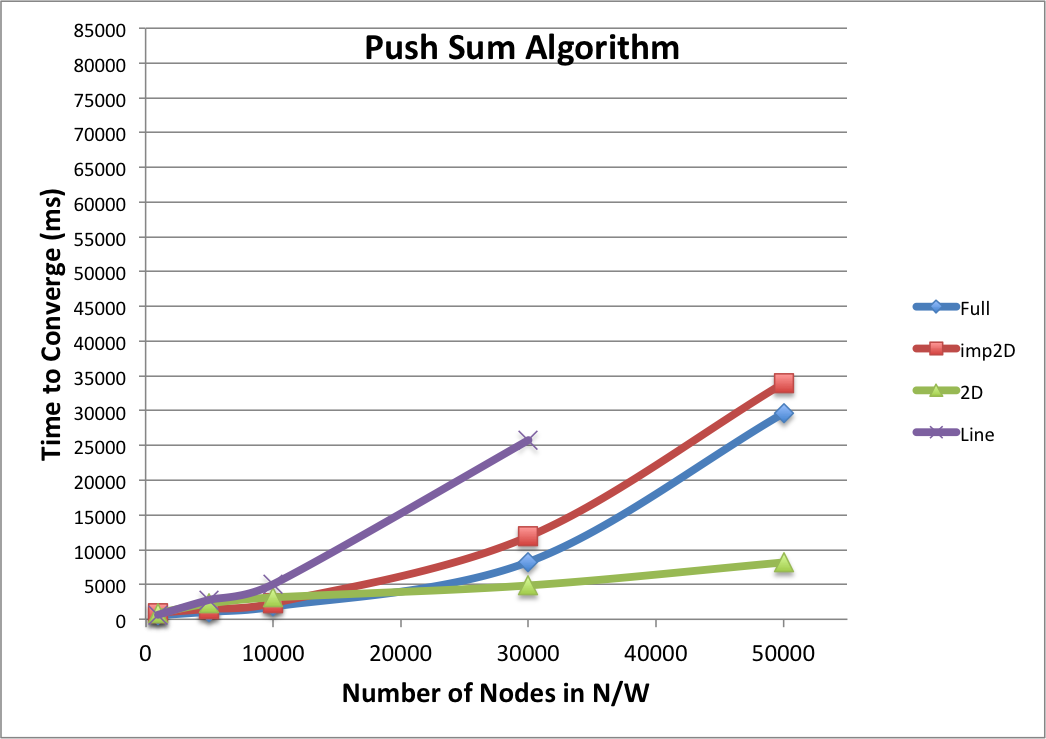 Push Sum Algorithm
85000
80000
75000
70000
65000
60000
55000
50000
45000
40000
35000
30000
25000
20000
15000
10000
5000
0
Time to Converge (ms)
0 10000 20000 30000 40000 50000
Number of Nodes in N/W
Full
imp2D
2D
Line